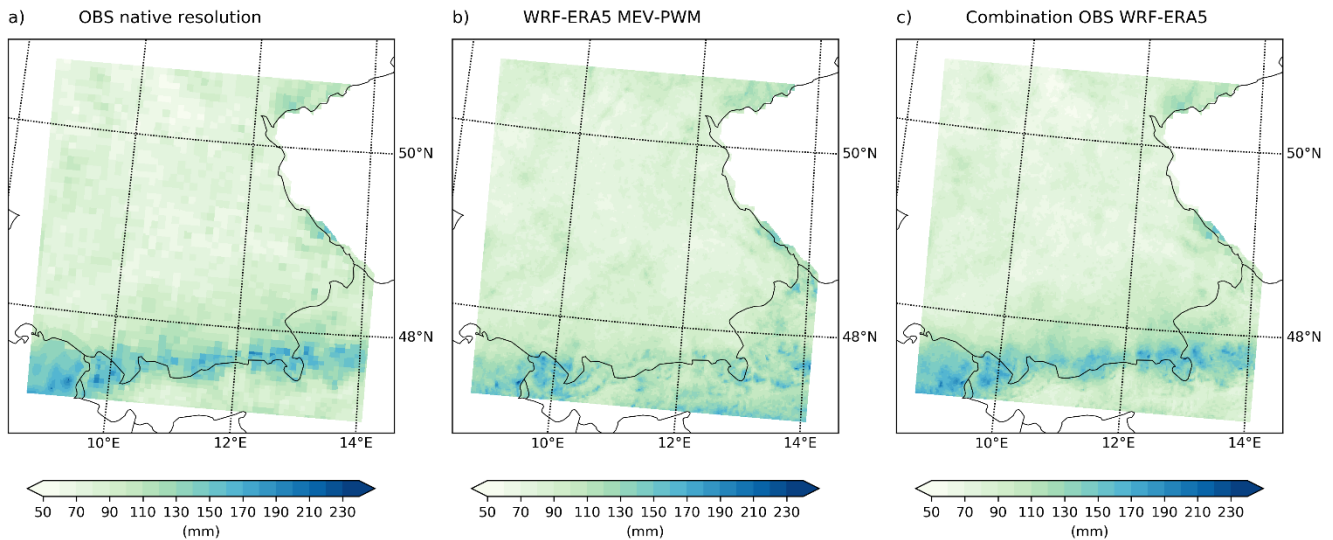 a) OBS native resolution
b) WRF-ERA5 MEV-PWM
c) Combination OBS WRF-ERA5
50°N
48°N
10°E 12°E 14°E
50°N
48°N
10°E 12°E 14°E
50°N
48°N
10°E 12°E 14°E
50 70 90 110 130 150 170 190 210 230
(mm)
50 70 90 110 130 150 170 190 210 230
(mm)
50 70 90 110 130 150 170 190 210 230
(mm)